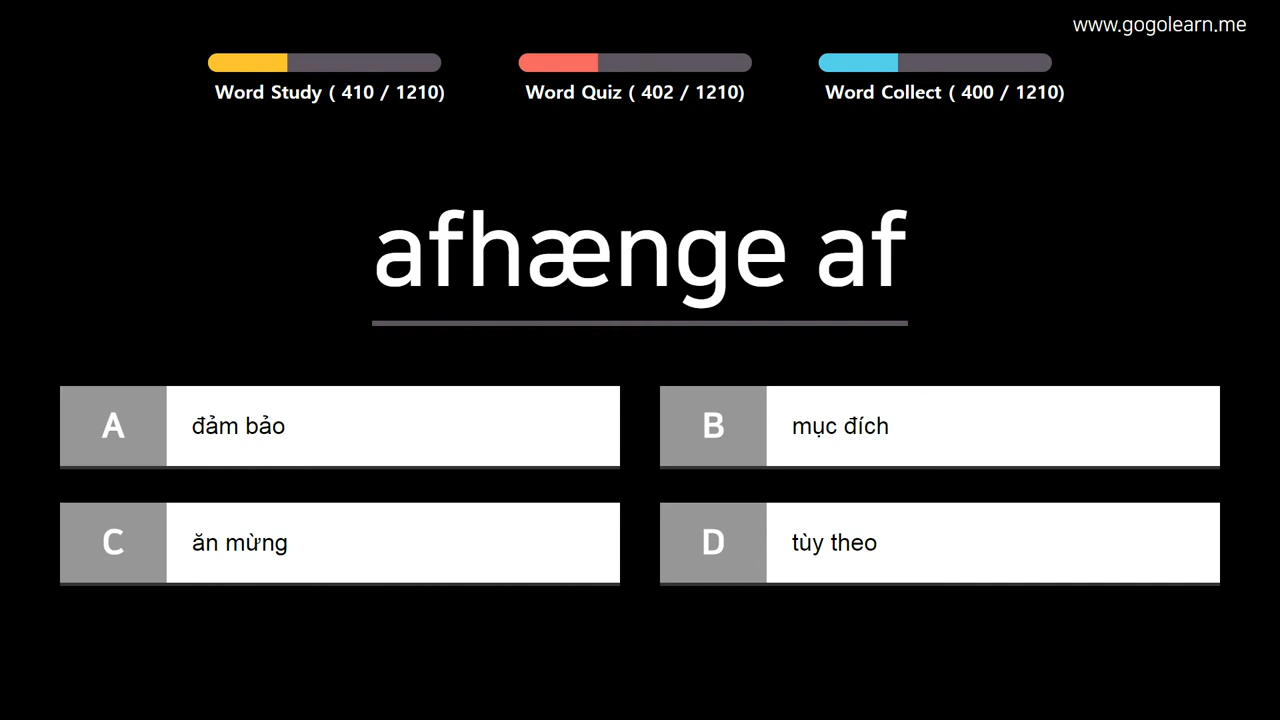 www.gogolearn.me
Word Study ( 410 / 1210)
Word Quiz ( 402 / 1210)
Word Collect ( 400 / 1210)
afhænge af
A đảm bảo
B mục đích
C ăn mừng
D tùy theo